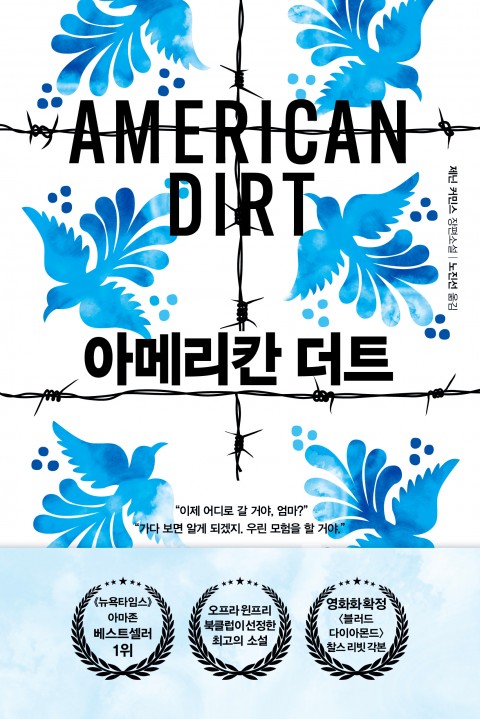 AMERICAN
DIRT
제닌 커민스 장편소설 | 노진선 옮김
아메리칸 더트
“이제 어디로 갈 거야, 엄마?”
“가다 보면 알게 되겠지. 우린 모험을 할 거야.”
《뉴욕타임스》
아마존
베스트셀러
1위
오프라 윈프리
북클럽이 선정한
최고의 소설
영화화 확정
〈블러드
다이아몬드〉
찰스 리빗 각본